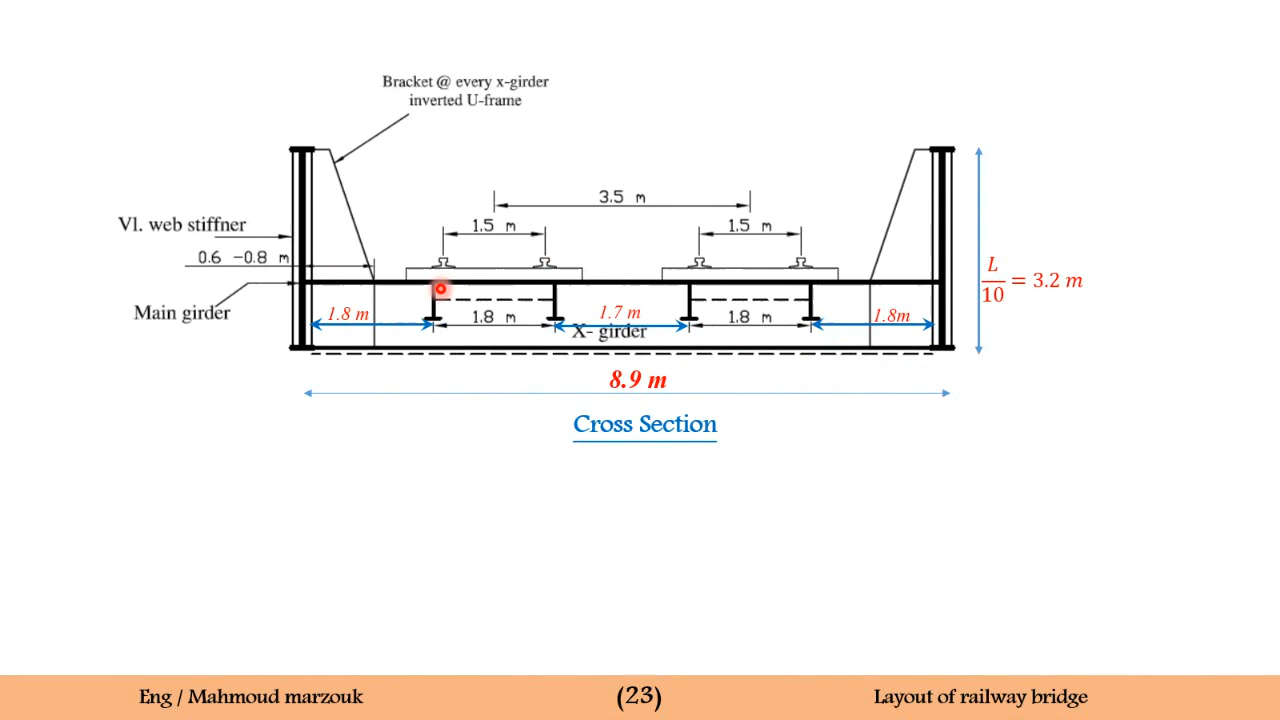 Bracket @ every x-girder
inverted U-frame
3.5 m
1.5 m
1.5 m
Vl. web stiffner
0.6 -0.8 m
L/10 = 3.2 m
Main girder
1.8 m
1.8 m
1.7 m
1.8 m
1.8m
X- girder
8.9 m
Cross Section
Eng / Mahmoud marzouk
(23)
Layout of railway bridge